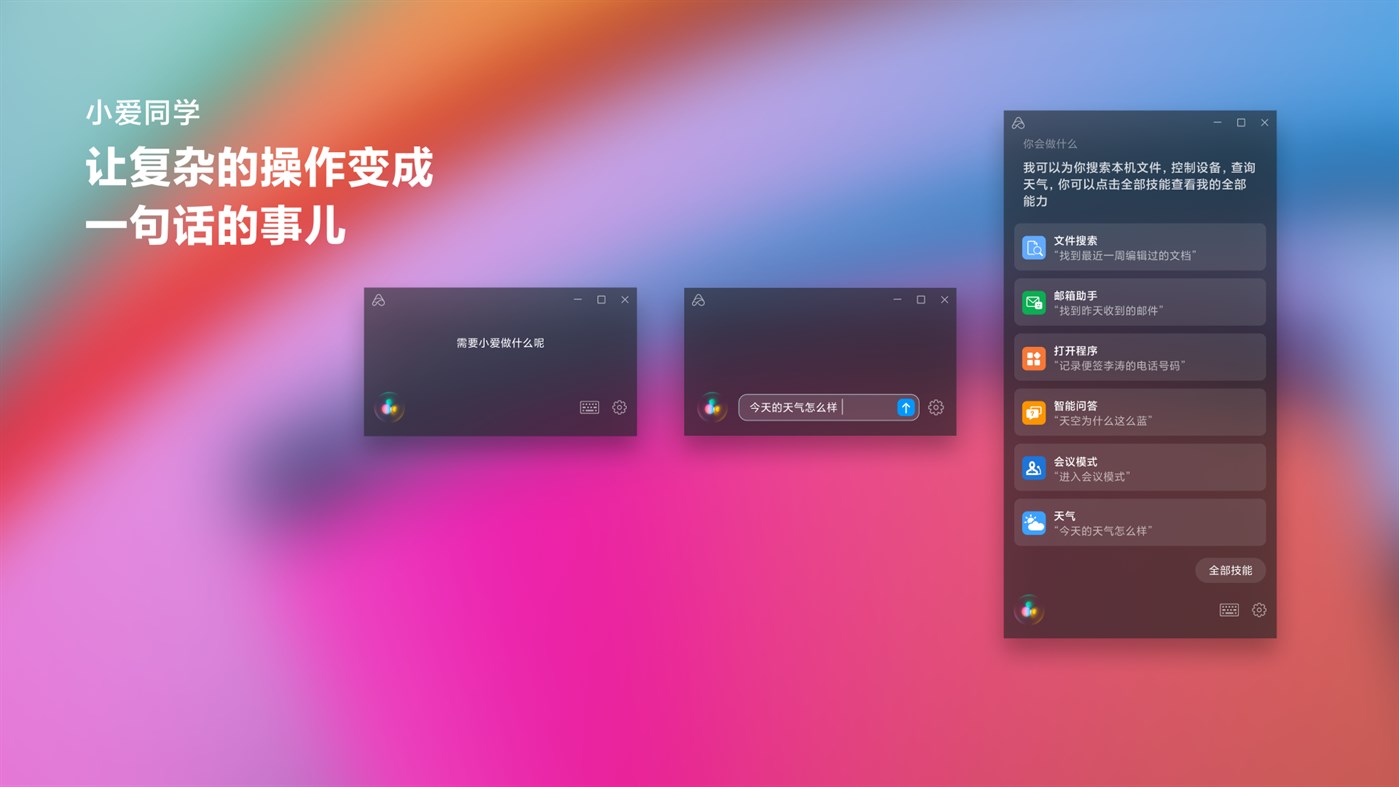 小爱同学
让复杂的操作变成
一句话的事儿
需要小爱做什么呢
今天的天气怎么样
你会做什么
我可以为你搜索本机文件，控制设备，查询
天气，你可以点击全部技能查看我的全部
能力
文件搜索
“找到最近一周编辑过的文档”
邮箱助手
“找到昨天收到的邮件”
打开程序
“记录便签李涛的电话号码”
智能问答
“天空为什么这么蓝”
会议模式
“进入会议模式”
天气
“今天的天气怎么样”
全部技能